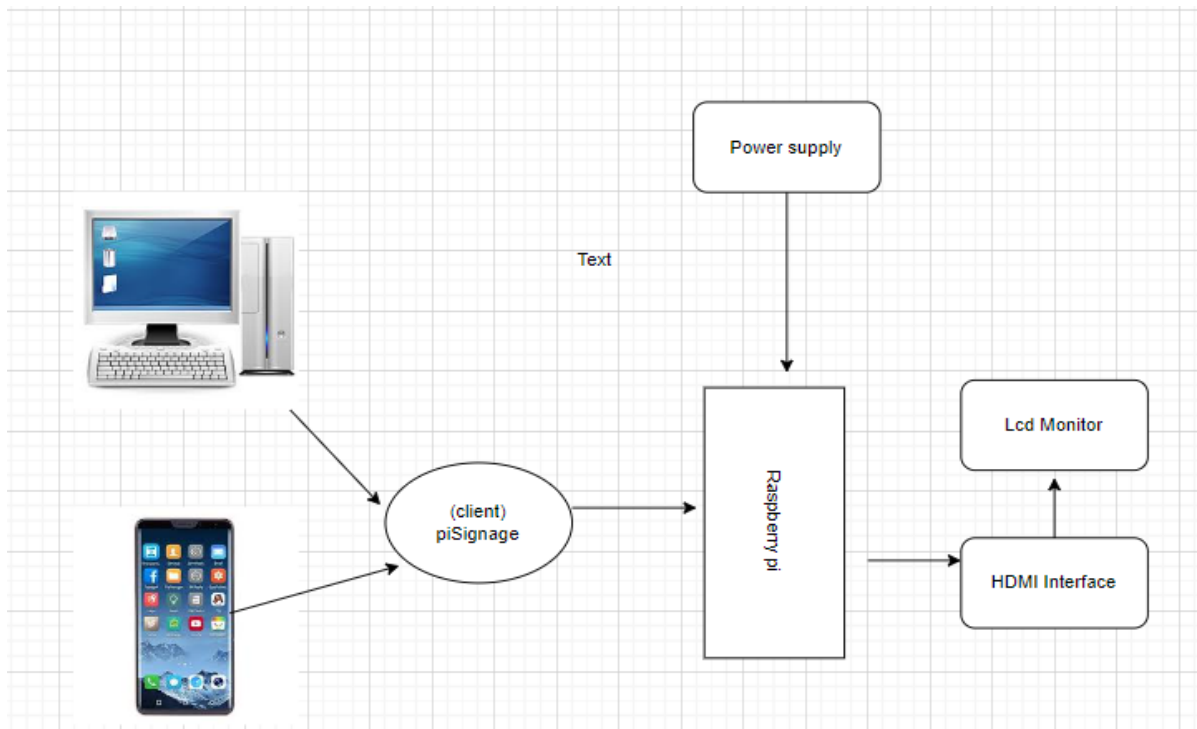 Power supply
Text
Lcd Monitor
(client)
piSignage
Raspberry pi
HDMI Interface